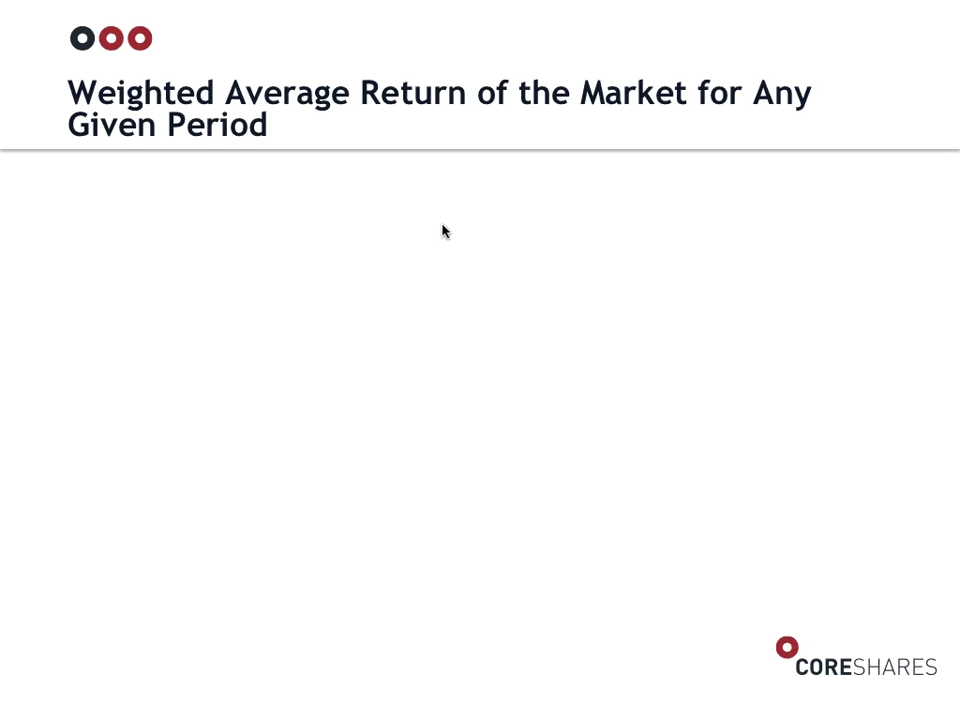 Weighted Average Return of the Market for Any
Given Period
CORESHARES